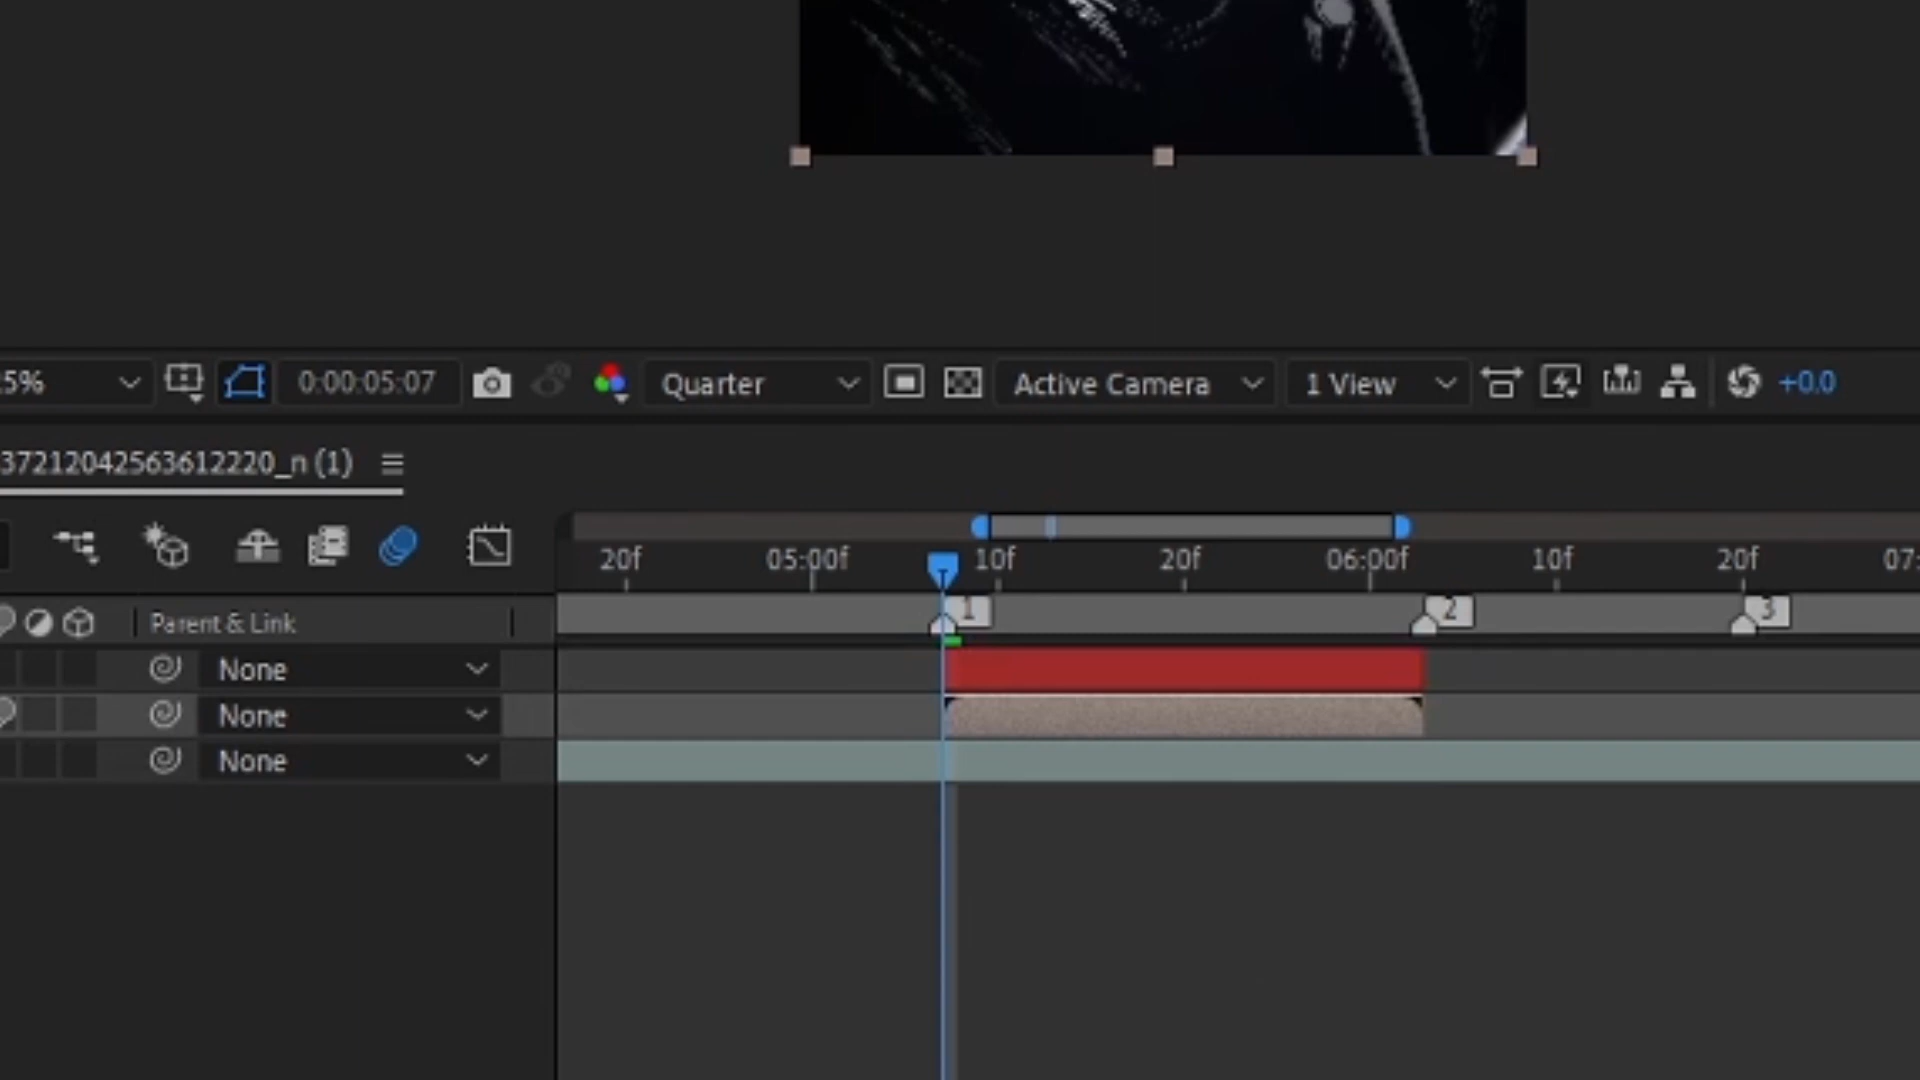 5%
0:00:05:07
Quarter
Active Camera
1 View
+0.0
37212042563612220_n (1)
20f 05:00f 10f 20f 06:00f 10f 20f 07:
Parent & Link
1 2 3
None
None
None